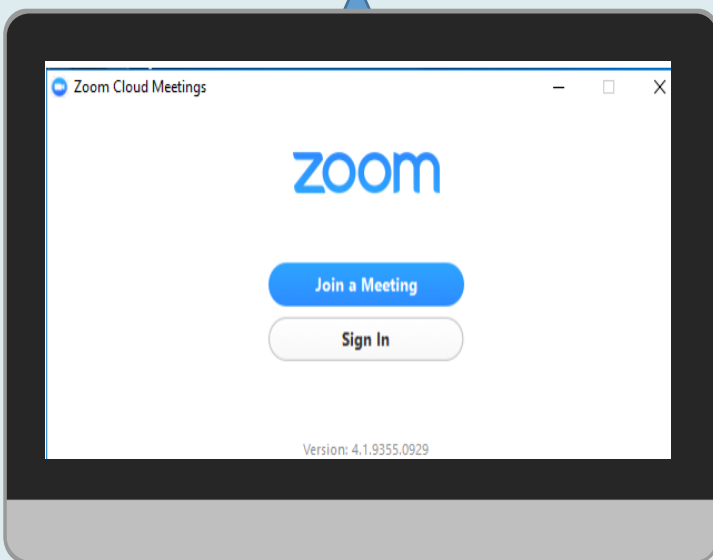 Zoom Cloud Meetings
zoom
Join a Meeting
Sign In
Version: 4.1.9355.0929